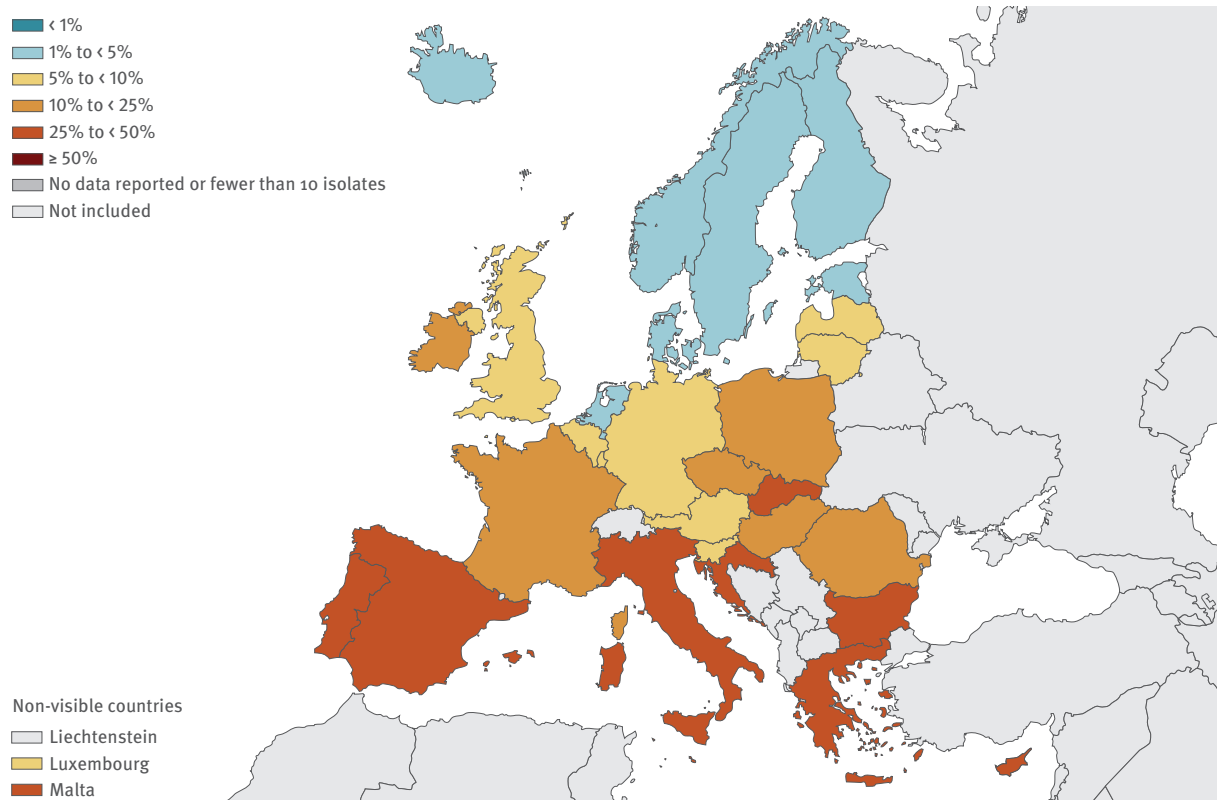 < 1%
1% to < 5%
5% to < 10%
10% to < 25%
25% to < 50%
≥ 50%
No data reported or fewer than 10 isolates
Not included
Non-visible countries
Liechtenstein
Luxembourg
Malta